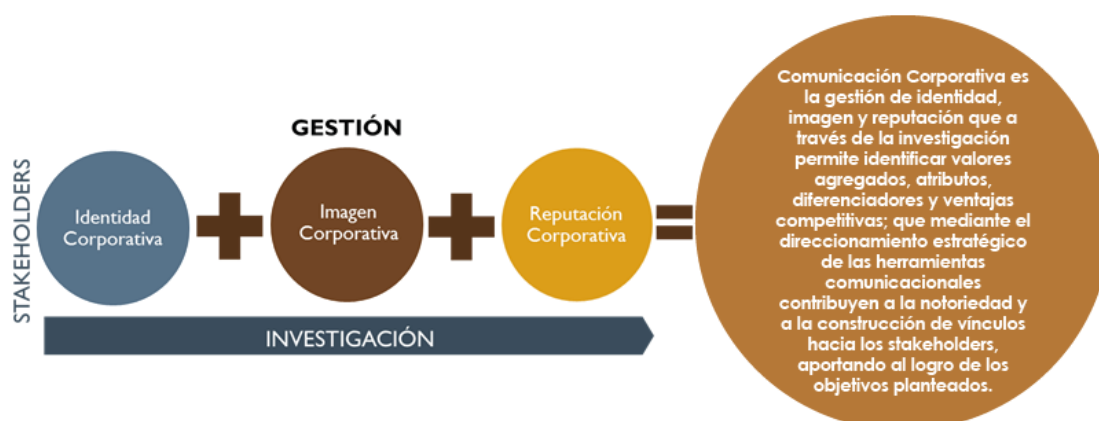 STAKEHOLDERS
GESTIÓN
Identidad
Corporativa
Imagen
Corporativa
Reputación
Corporativa
INVESTIGACIÓN
Comunicación Corporativa es
la gestión de identidad,
imagen y reputación que a
través de la investigación
permite identificar valores
agregados, atributos,
diferenciadores y ventajas
competitivas; que mediante el
direccionamiento estratégico
de las herramientas
comunicacionales
contribuyen a la notoriedad y
a la construcción de vínculos
hacia los stakeholders,
aportando al logro de los
objetivos planteados.